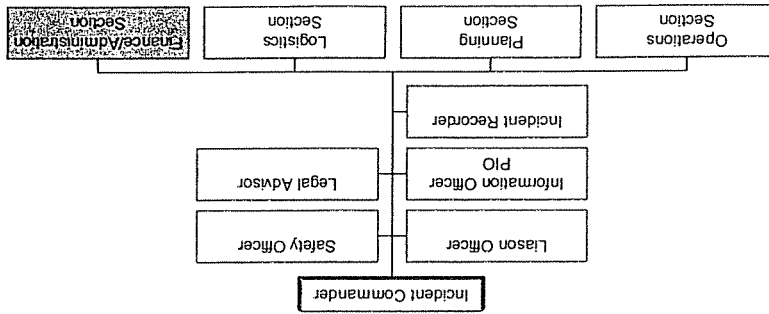 Incident Commander
Liason Officer
Safety Officer
Information Officer
PIO
Legal Advisor
Incident Recorder
Operations
Section
Planning
Section
Logistics
Section
Finance/Administration
Section